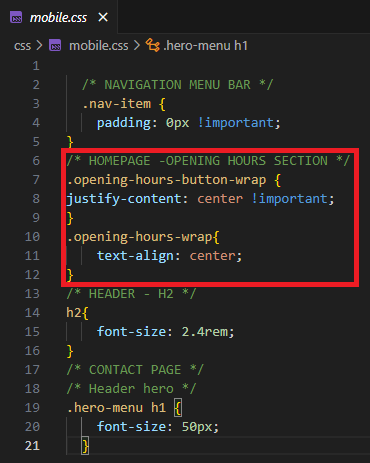 mobile.css ×
css > mobile.css > .hero-menu h1
1
2 /* NAVIGATION MENU BAR */
3 .nav-item {
4 padding: 0px !important;
5 }
6 /* HOMEPAGE -OPENING HOURS SECTION */
7 .opening-hours-button-wrap {
8 justify-content: center !important;
9 }
10 .opening-hours-wrap{
11 text-align: center;
12 }
13 /* HEADER - H2 */
14 h2{
15 font-size: 2.4rem;
16 }
17 /* CONTACT PAGE */
18 /* Header hero */
19 .hero-menu h1 {
20 font-size: 50px;
21 }